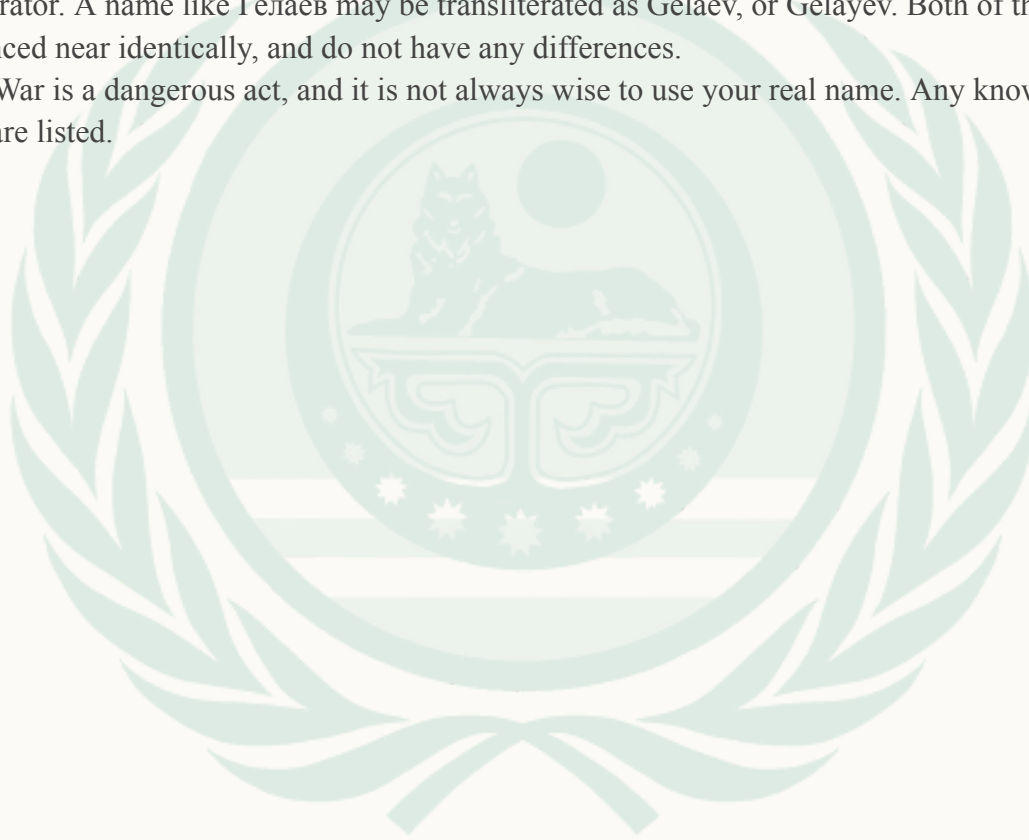 rator. A name like Гелаев may be transliterated as Gelaev, or Gelayev. Both of th
nced near identically, and do not have any differences.
War is a dangerous act, and it is not always wise to use your real name. Any know
are listed.